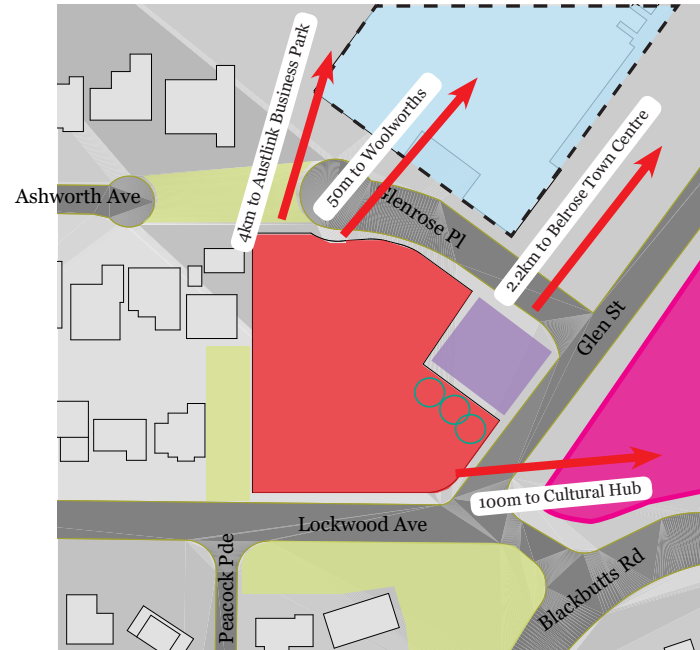 4km to Austlink Business Park
50m to Woolworths
Ashworth Ave
Glenrose Pl
2.2km to Belrose Town Centre
Glen St
100m to Cultural Hub
Lockwood Ave
Peacock Pde
Blackbutts Rd